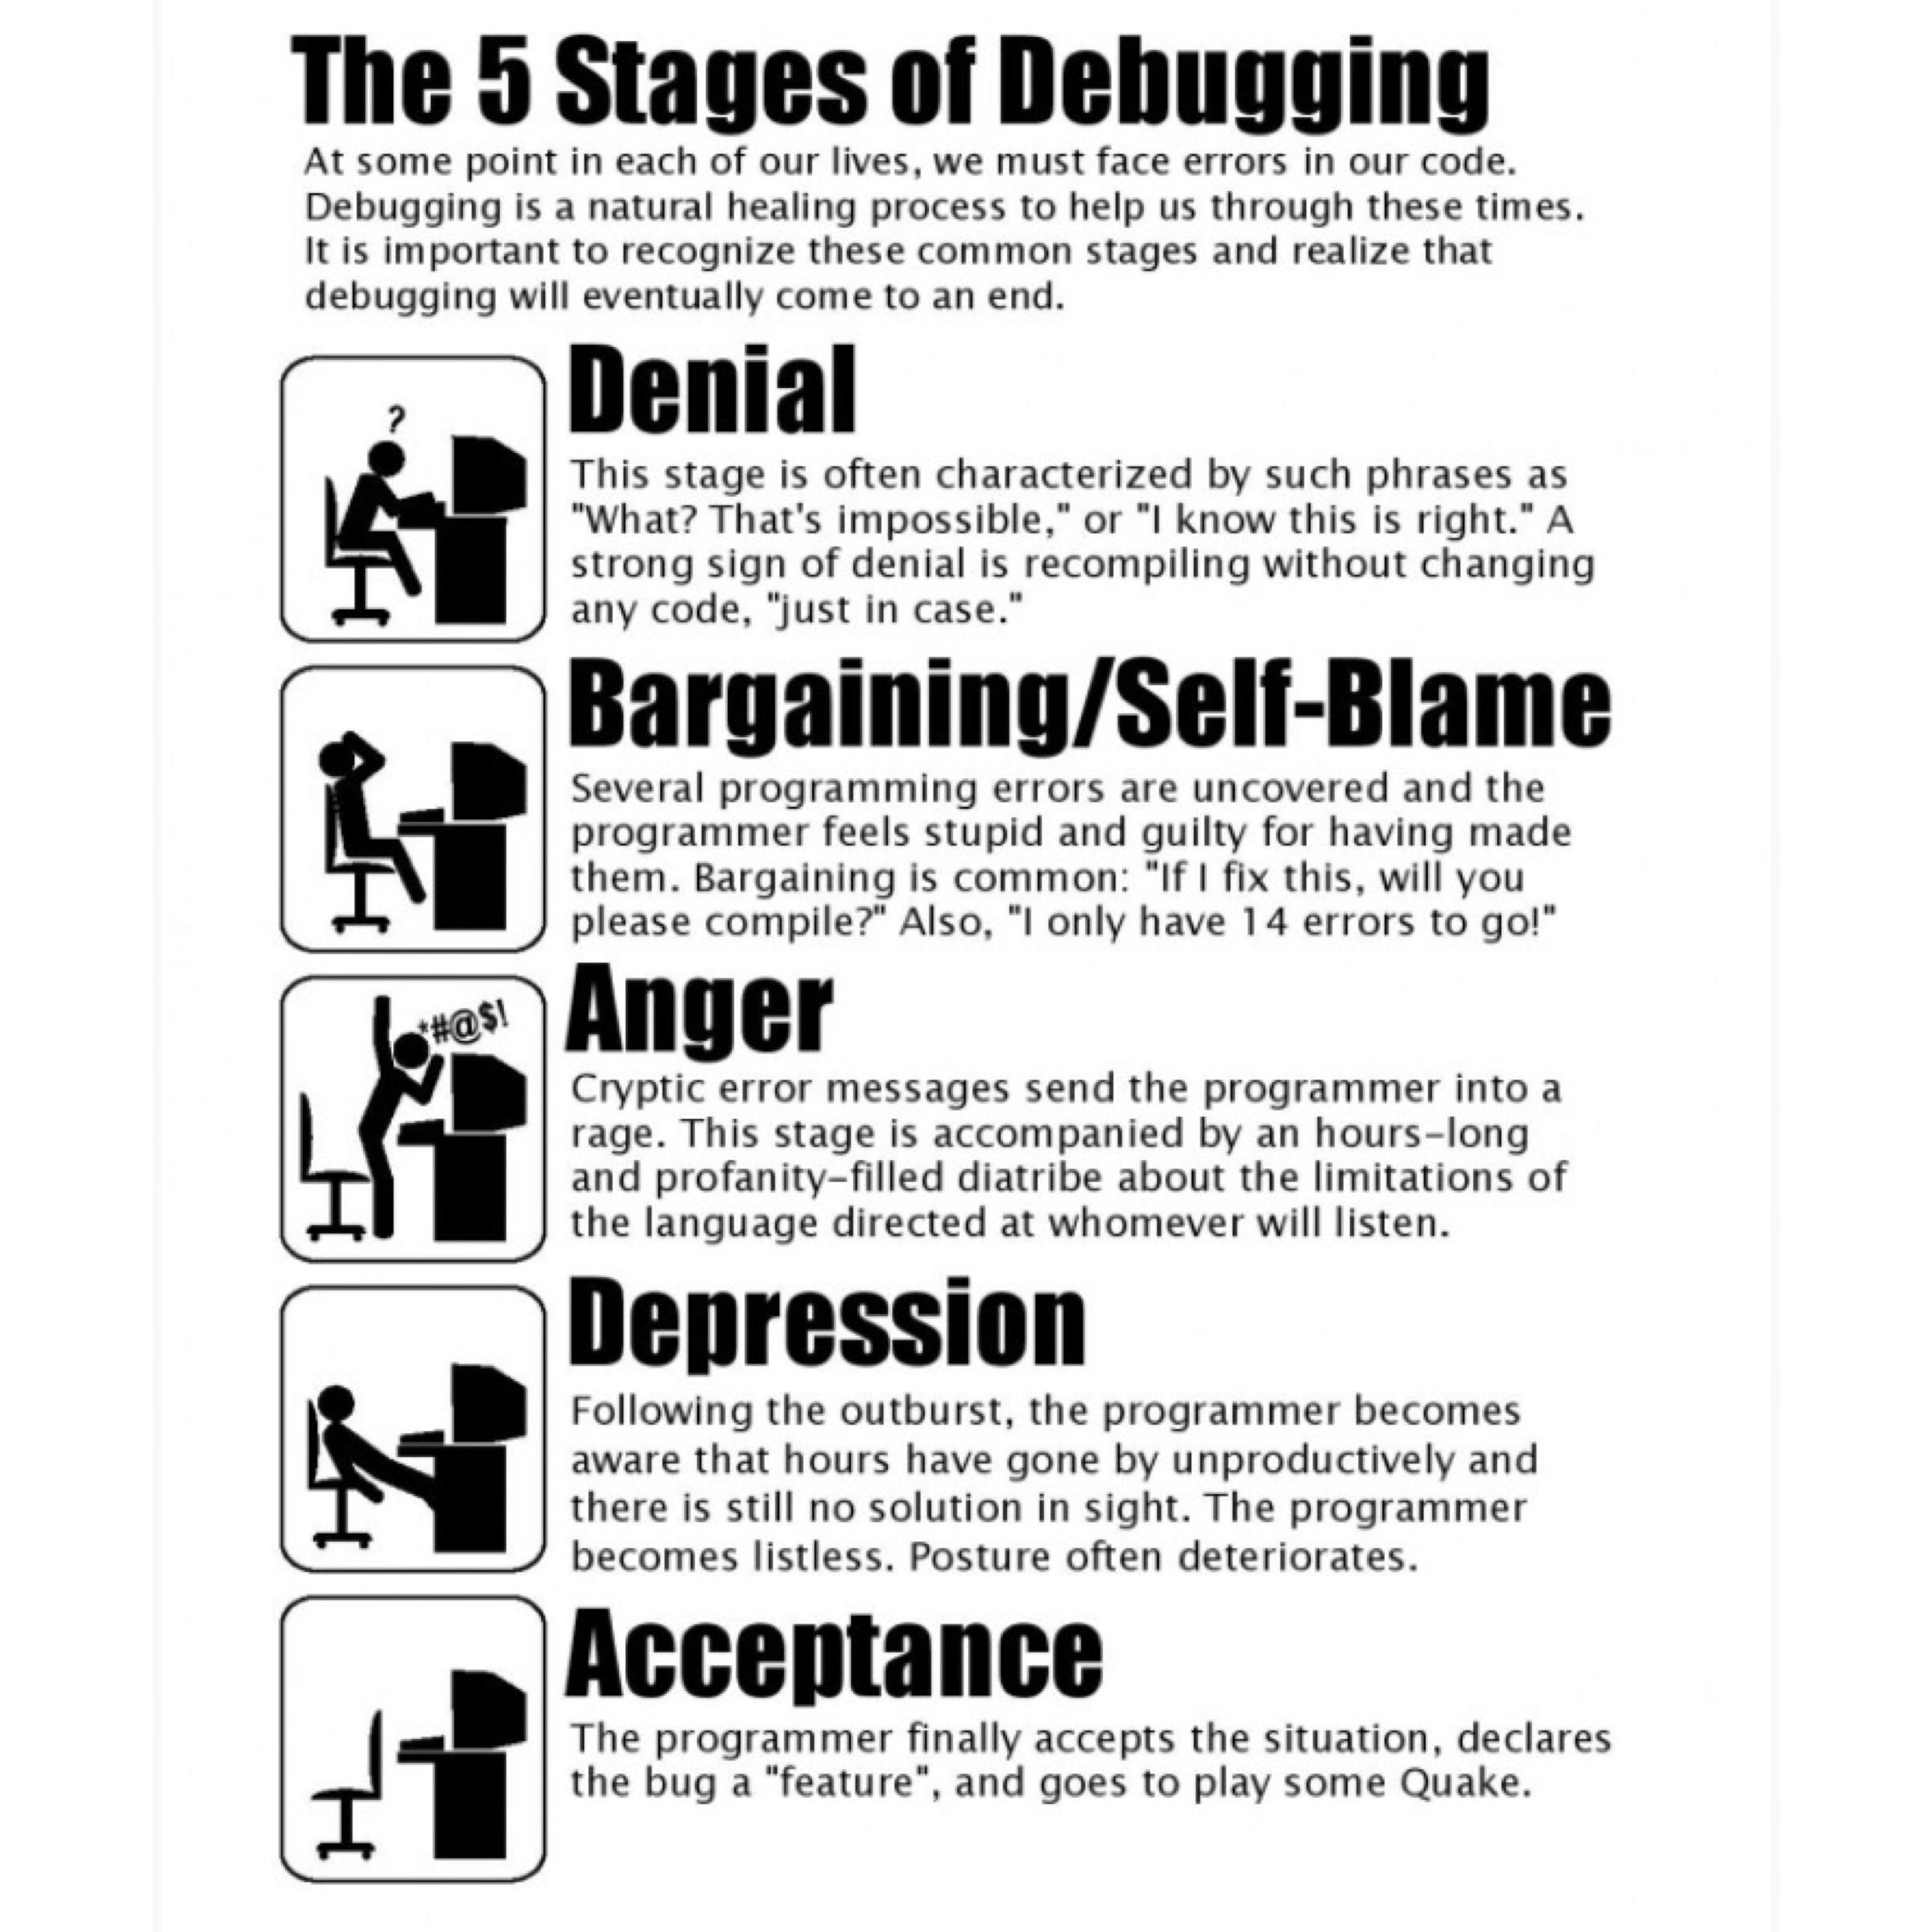 The 5 Stages of Debugging
At some point in each of our lives, we must face errors in our code.
Debugging is a natural healing process to help us through these times.
It is important to recognize these common stages and realize that
debugging will eventually come to an end.
Denial
?
This stage is often characterized by such phrases as
"What? That's impossible," or "I know this is right." A
strong sign of denial is recompiling without changing
any code, "just in case."
Bargaining/Self-Blame
Several programming errors are uncovered and the
programmer feels stupid and guilty for having made
them. Bargaining is common: "If I fix this, will you
please compile?" Also, "I only have 14 errors to go!"
Anger
*#@$!
Cryptic error messages send the programmer into a
rage. This stage is accompanied by an hours-long
and profanity-filled diatribe about the limitations of
the language directed at whomever will listen.
Depression
Following the outburst, the programmer becomes
aware that hours have gone by unproductively and
there is still no solution in sight. The programmer
becomes listless. Posture often deteriorates.
Acceptance
The programmer finally accepts the situation, declares
the bug a "feature", and goes to play some Quake.